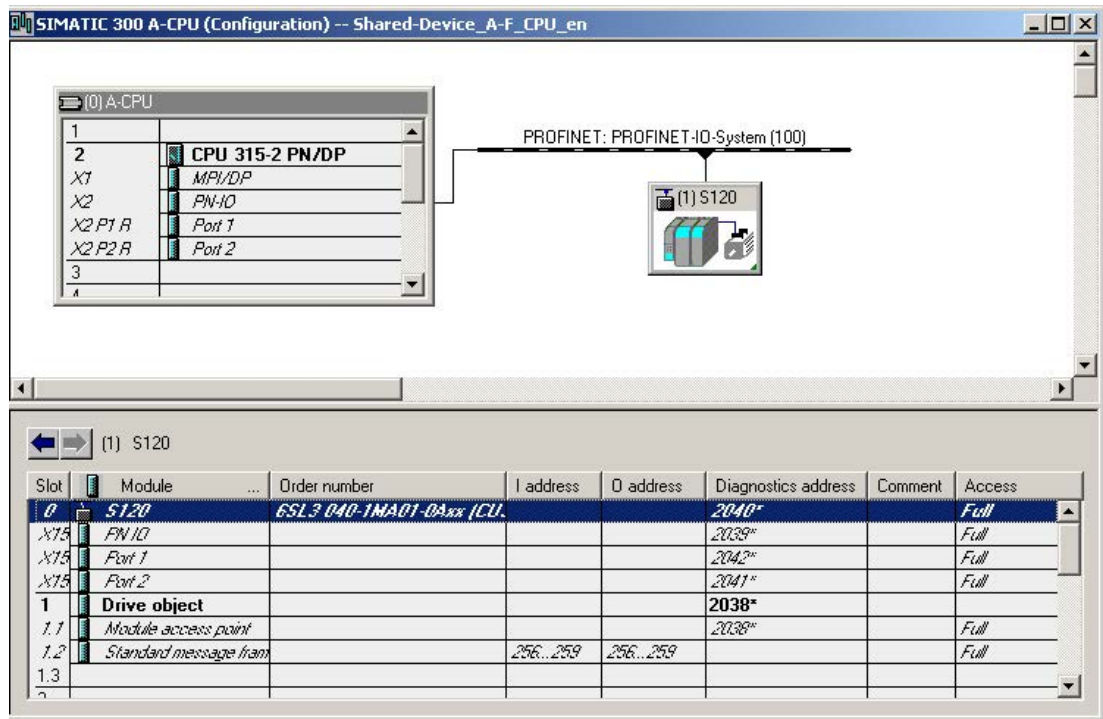 SIMATIC 300 A-CPU (Configuration) -- Shared-Device_A-F_CPU_en
(0) A-CPU
1
2 CPU 315-2 PN/DP
X1 MPI/DP
X2 PN-IO
X2 P1 R Port 1
X2 P2 R Port 2
3
4
PROFINET: PROFINET-IO-System (100)
(1) S120
(1) S120
Slot Module ... Order number I address O address Diagnostics address Comment Access
0 S120 6SL3 040-1MA01-0Axx (CU. 2040* Full
X15 PN IO 2039* Full
X15 Port 1 2042* Full
X15 Port 2 2041* Full
1 Drive object 2038*
1.1 Module access point 2038* Full
1.2 Standard message fram 256...259 256...259 Full
1.3
2